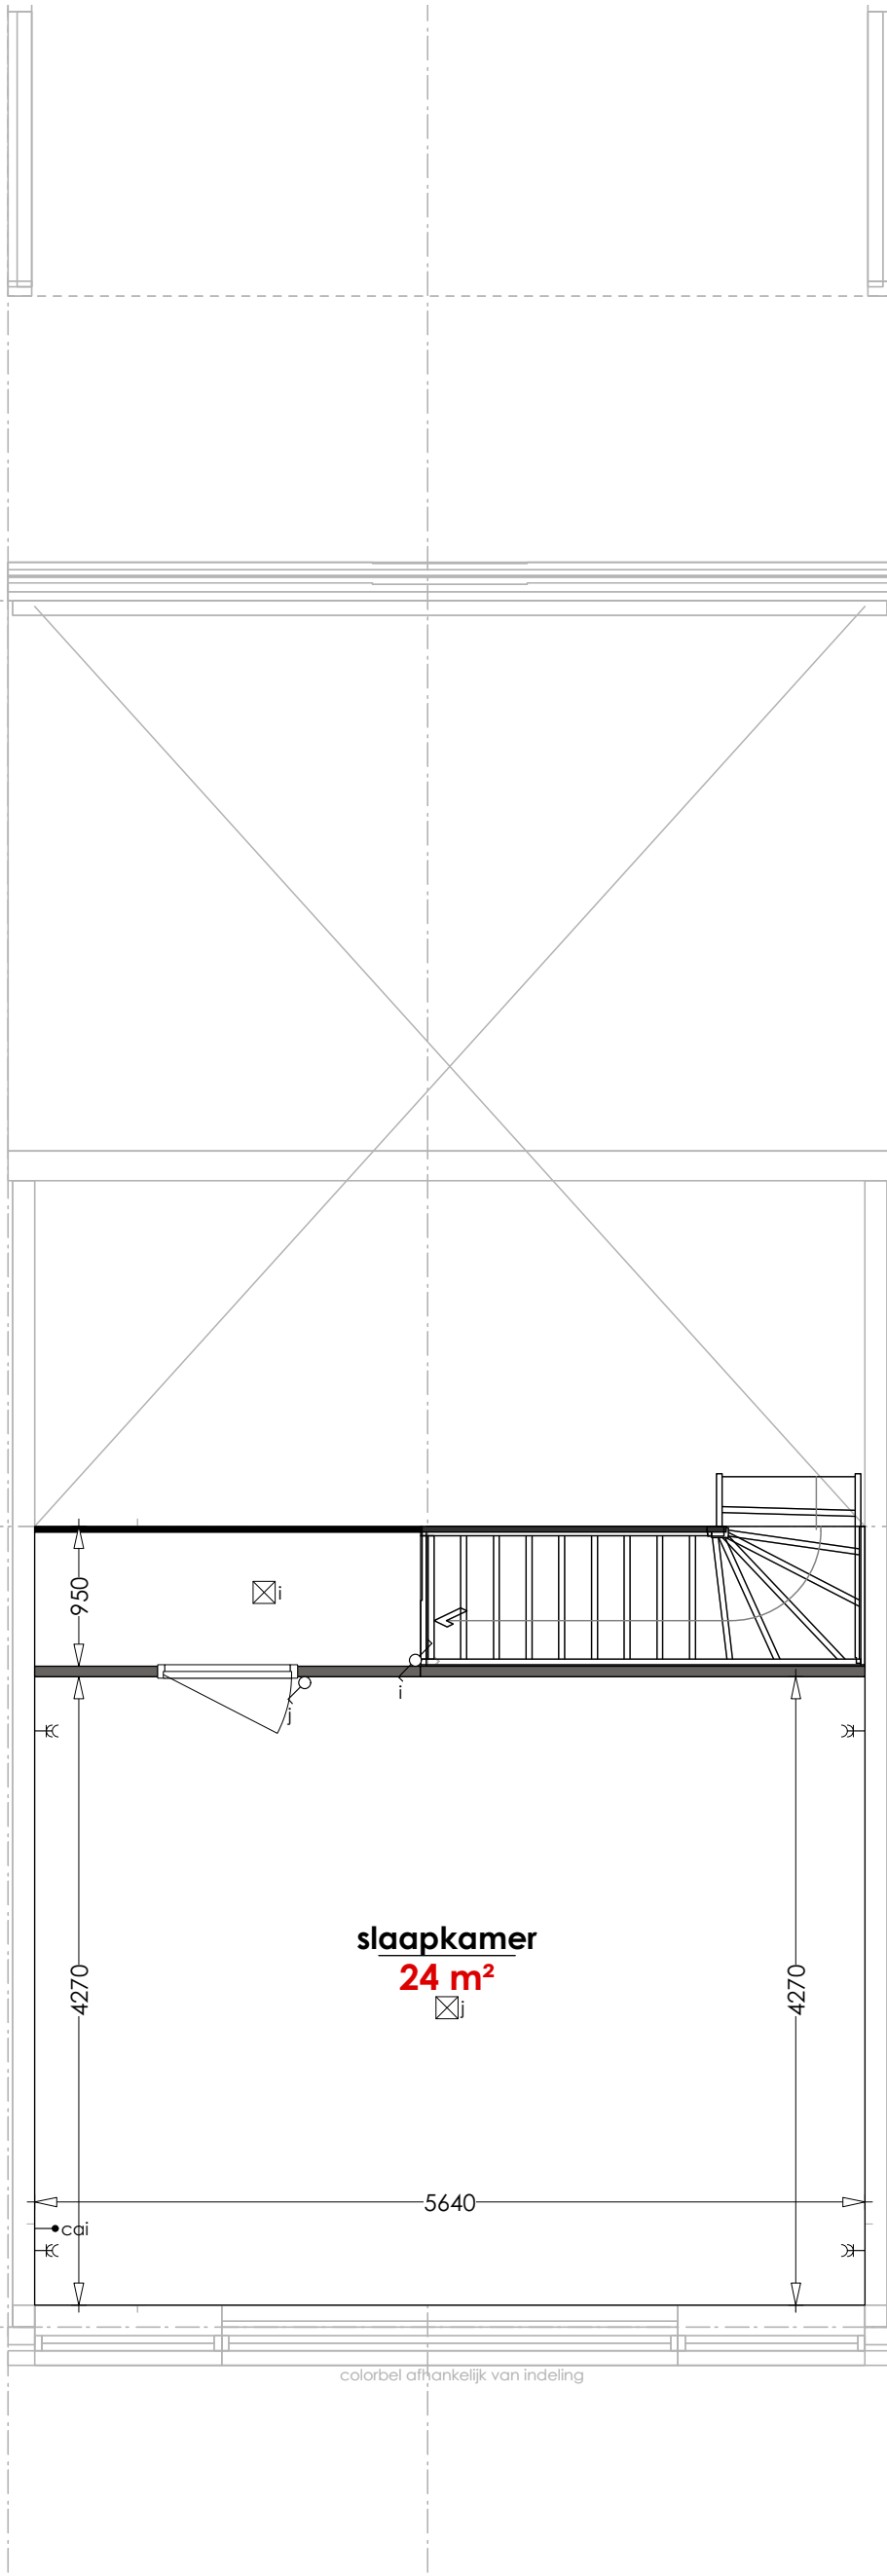 950
i
i
j
slaapkamer
24 m²
j
4270
4270
5640
cai
colorbel afhankelijk van indeling